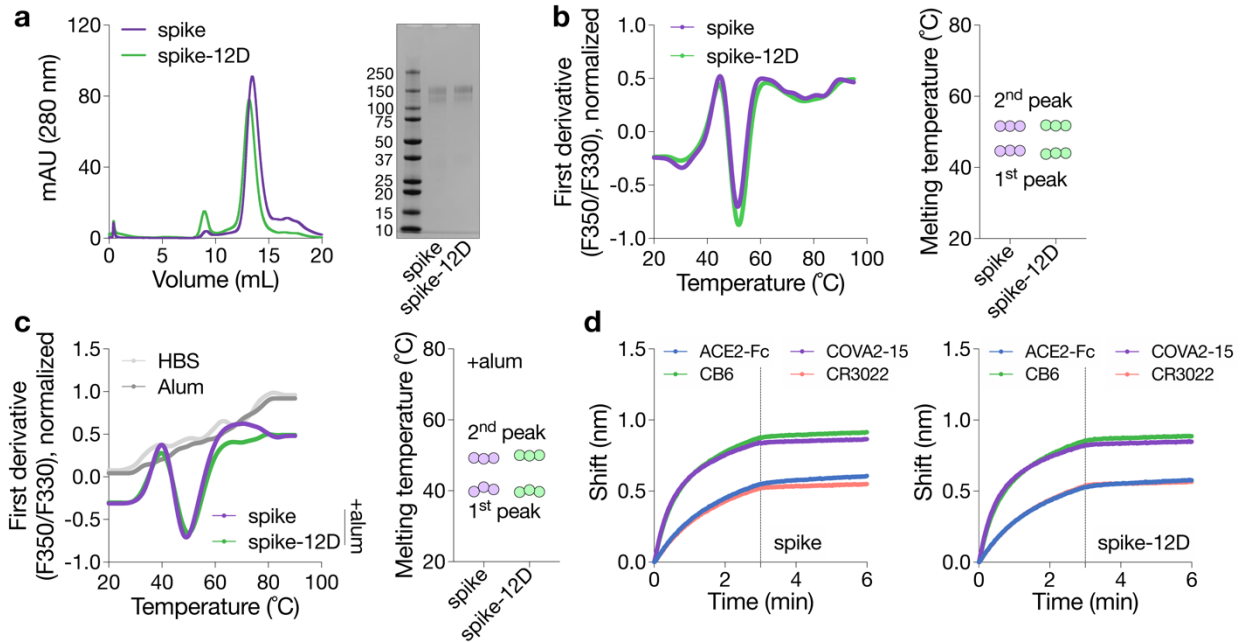 a
spike
spike-12D
mAU (280 nm)
120
80
40
0
0 5 10 15 20
Volume (mL)
250
150
100
75
50
37
25
20
15
10
spike
spike-12D
b
spike
spike-12D
First derivative
(F350/F330), normalized
1.0
0.5
0.0
-0.5
-1.0
20 40 60 80 100
Temperature (°C)
Melting temperature (°C)
80
60
40
20
2nd peak
1st peak
spike
spike-12D
c
HBS
Alum
First derivative
(F350/F330), normalized
1.5
1.0
0.5
0.0
-0.5
-1.0
spike
spike-12D
+alum
20 40 60 80 100
Temperature (°C)
Melting temperature (°C)
80
60
40
20
+alum
2nd peak
1st peak
spike
spike-12D
d
ACE2-Fc COVA2-15
CB6 CR3022
Shift (nm)
1.5
1.0
0.5
0.0
spike
0 2 4 6
Time (min)
ACE2-Fc COVA2-15
CB6 CR3022
Shift (nm)
1.5
1.0
0.5
0.0
spike-12D
0 2 4 6
Time (min)